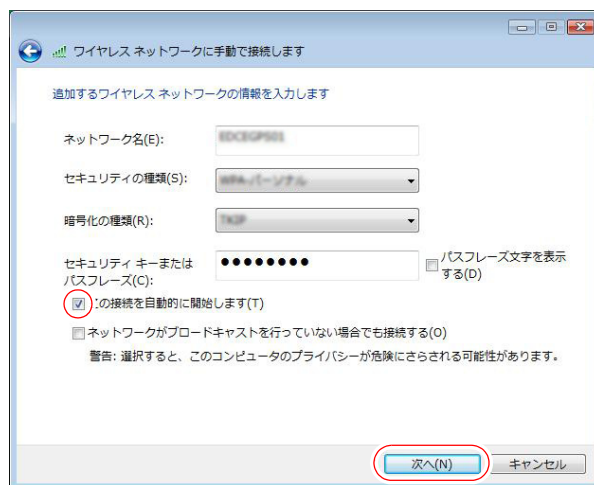 ワイヤレス ネットワークに手動で接続します
追加するワイヤレス ネットワークの情報を入力します
ネットワーク名(E):
セキュリティの種類(S):
暗号化の種類(R):
セキュリティ キーまたは
パスフレーズ(C):
●●●●●●●●
パスフレーズ文字を表示
する(D)
の接続を自動的に開始します(T)
ネットワークがブロードキャストを行っていない場合でも接続する(O)
警告: 選択すると、このコンピュータのプライバシーが危険にさらされる可能性があります。
次へ(N) キャンセル